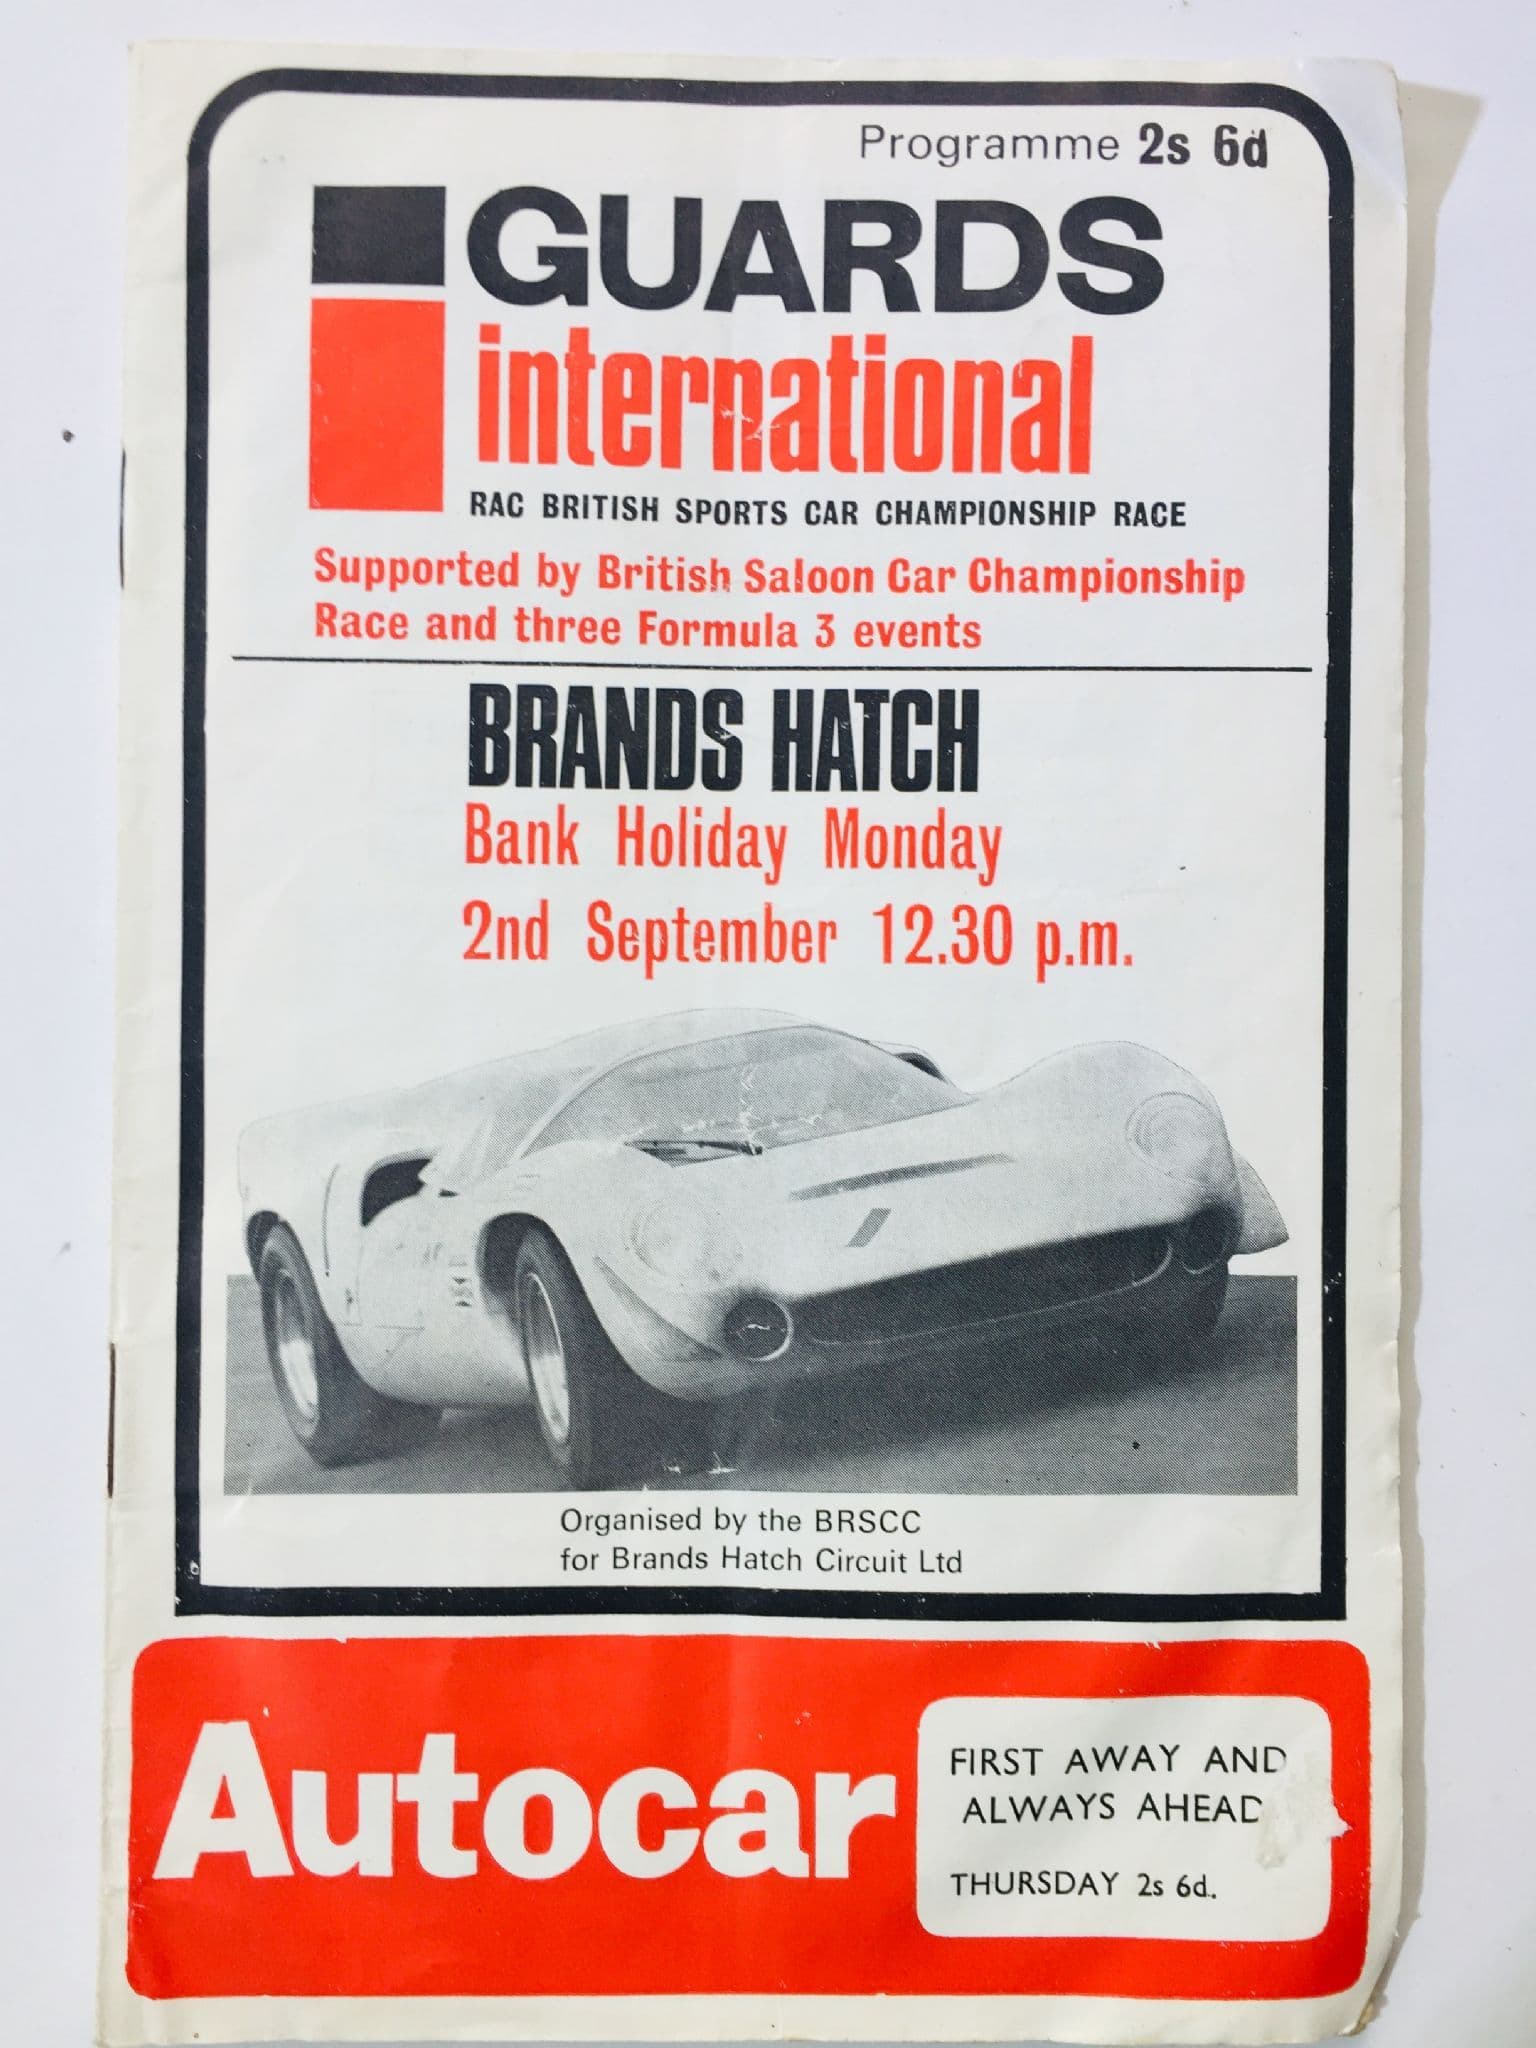 Programme 2s 6d
GUARDS
international
RAC BRITISH SPORTS CAR CHAMPIONSHIP RACE
Supported by British Saloon Car Championship
Race and three Formula 3 events
BRANDS HATCH
Bank Holiday Monday
2nd September 12.30 p.m.
Organised by the BRSCC
for Brands Hatch Circuit Ltd
Autocar
FIRST AWAY AND
ALWAYS AHEAD
THURSDAY 2s 6d.